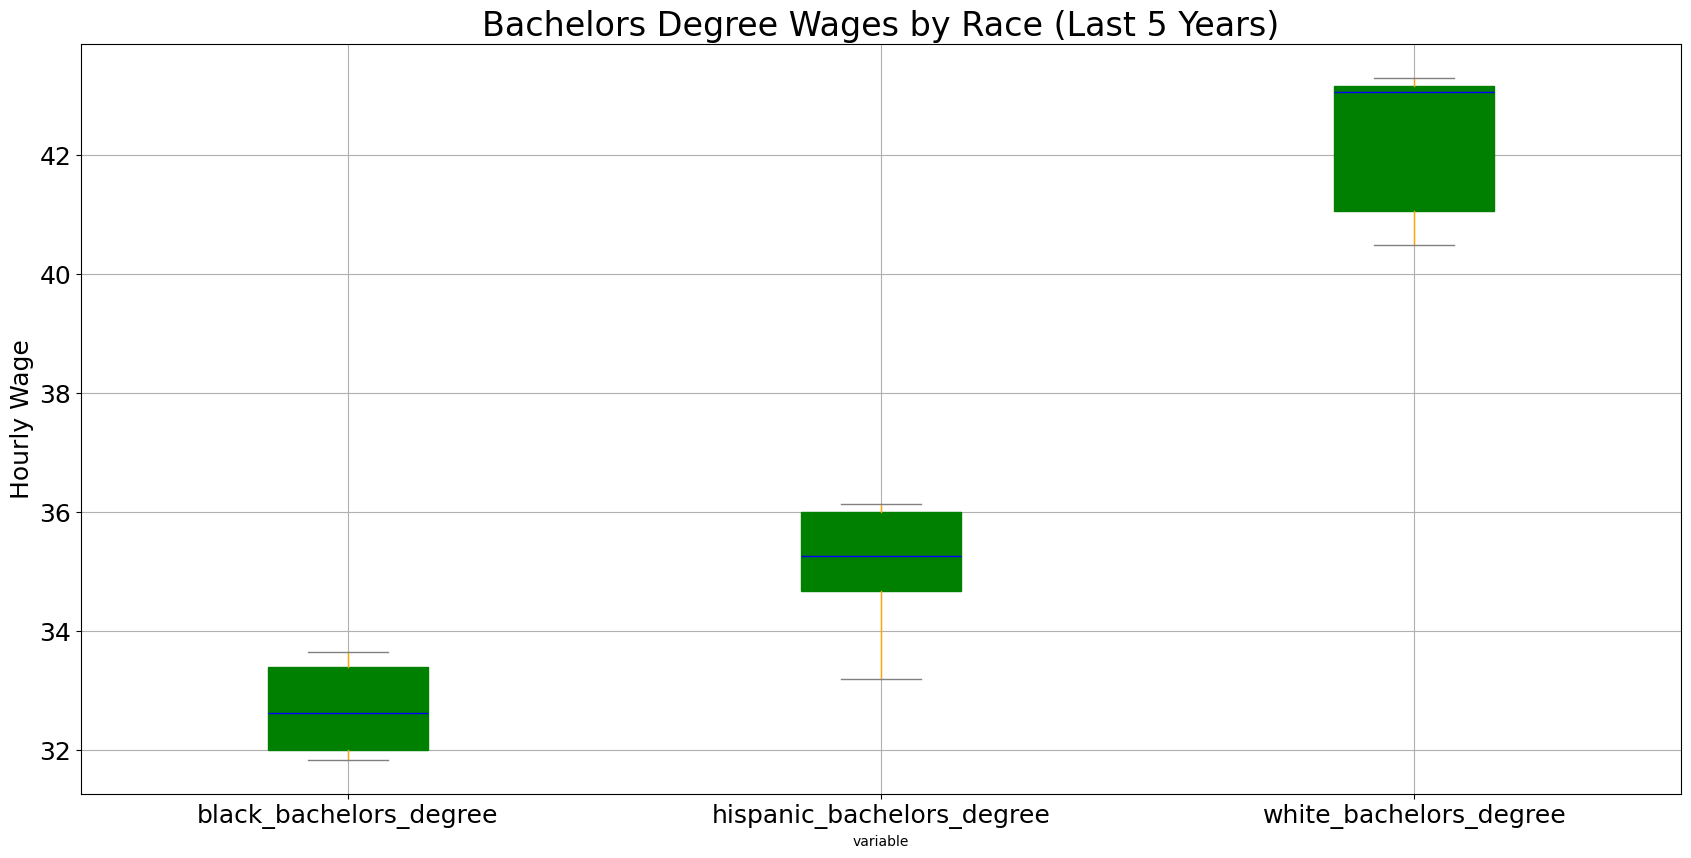 Bachelors Degree Wages by Race (Last 5 Years)
Hourly Wage
42
40
38
36
34
32
black_bachelors_degree
hispanic_bachelors_degree
white_bachelors_degree
variable